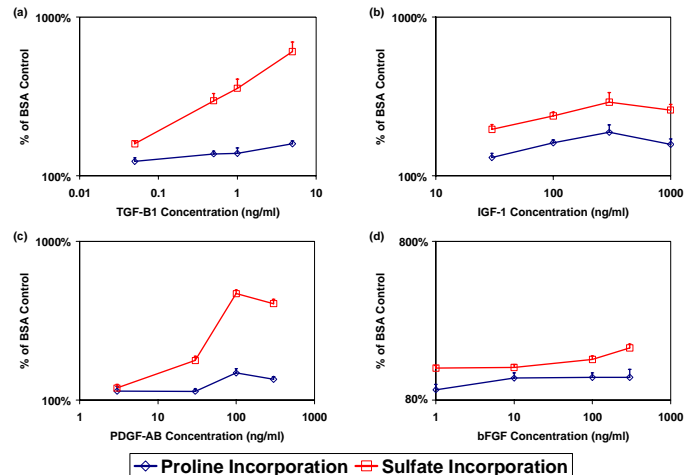 (a)
1000%
% of BSA Control
100%
0.01 0.1 1 10
TGF-B1 Concentration (ng/ml)
(b)
1000%
% of BSA Control
100%
10 100 1000
IGF-1 Concentration (ng/ml)
(c)
1000%
% of BSA Control
100%
1 10 100 1000
PDGF-AB Concentration (ng/ml)
(d)
800%
% of BSA Control
80%
1 10 100 1000
bFGF Concentration (ng/ml)
Proline Incorporation Sulfate Incorporation